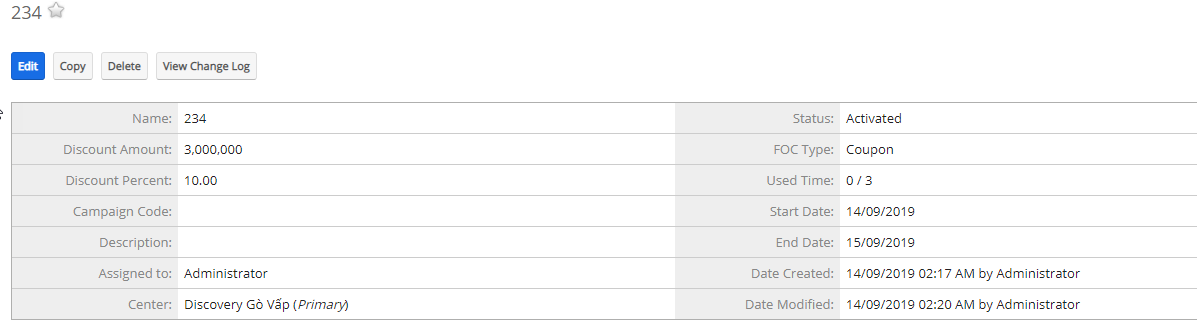 234
Edit Copy Delete View Change Log
Name: 234 Status: Activated
Discount Amount: 3,000,000 FOC Type: Coupon
Discount Percent: 10.00 Used Time: 0 / 3
Campaign Code: Start Date: 14/09/2019
Description: End Date: 15/09/2019
Assigned to: Administrator Date Created: 14/09/2019 02:17 AM by Administrator
Center: Discovery Gò Vấp (Primary) Date Modified: 14/09/2019 02:20 AM by Administrator